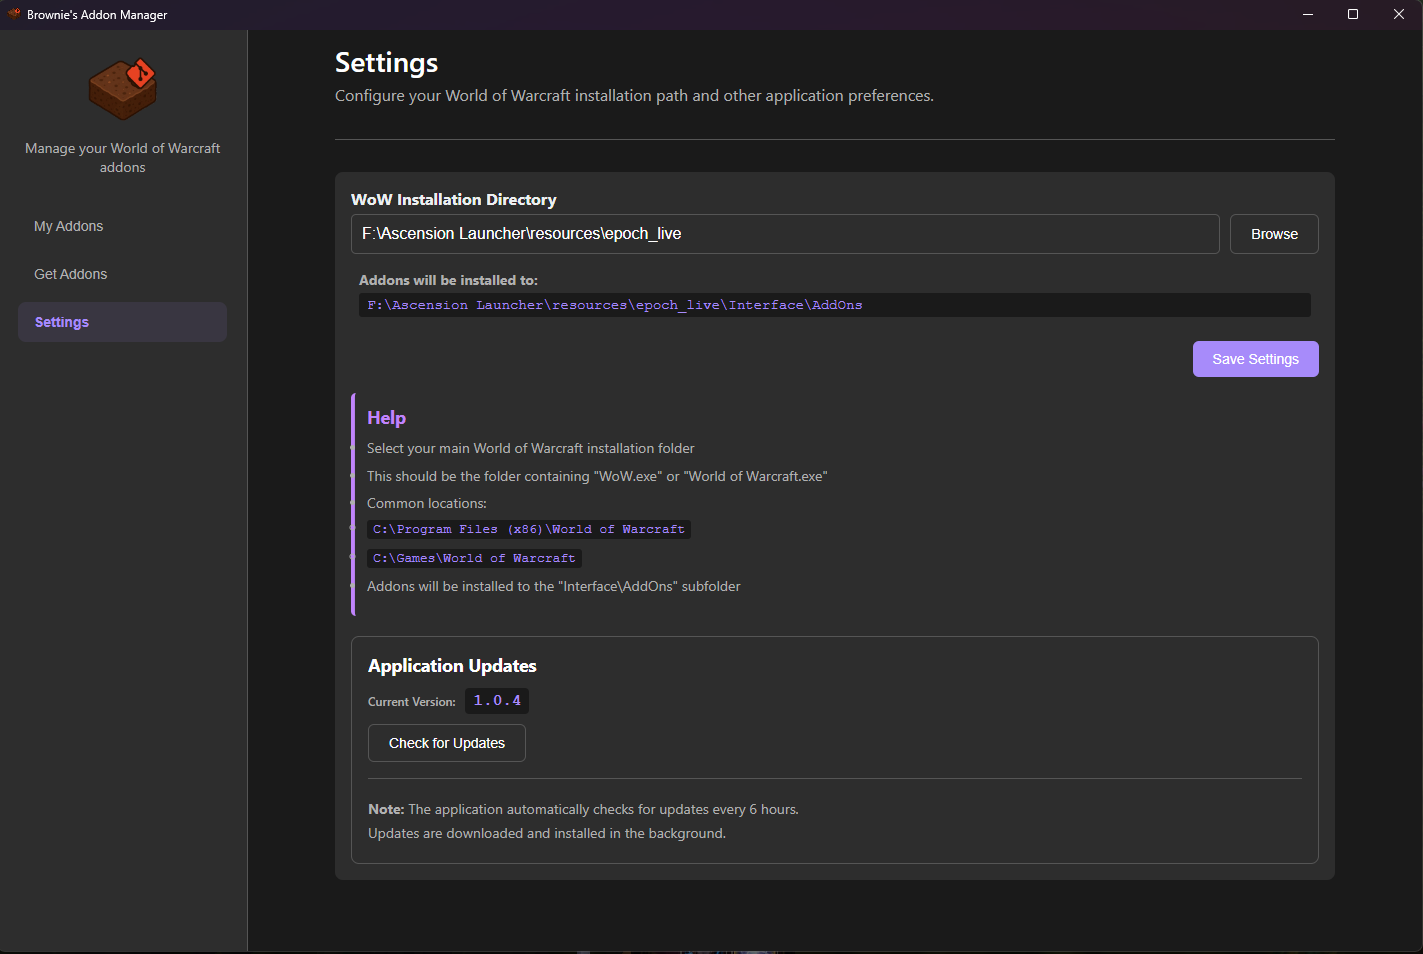 Brownie's Addon Manager
Manage your World of Warcraft
addons
My Addons
Get Addons
Settings
Settings
Configure your World of Warcraft installation path and other application preferences.
WoW Installation Directory
F:\Ascension Launcher\resources\epoch_live
Browse
Addons will be installed to:
F:\Ascension Launcher\resources\epoch_live\Interface\AddOns
Save Settings
Help
Select your main World of Warcraft installation folder
This should be the folder containing "WoW.exe" or "World of Warcraft.exe"
Common locations:
C:\Program Files (x86)\World of Warcraft
C:\Games\World of Warcraft
Addons will be installed to the "Interface\AddOns" subfolder
Application Updates
Current Version: 1.0.4
Check for Updates
Note: The application automatically checks for updates every 6 hours.
Updates are downloaded and installed in the background.